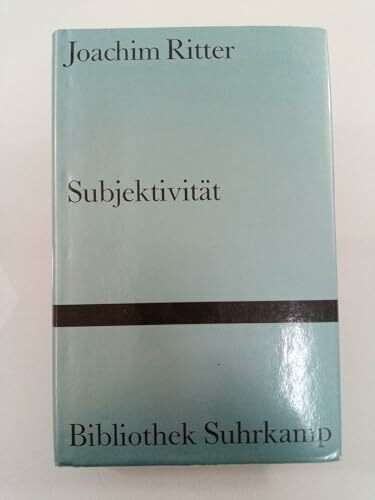 Joachim Ritter
Subjektivität
Bibliothek Suhrkamp